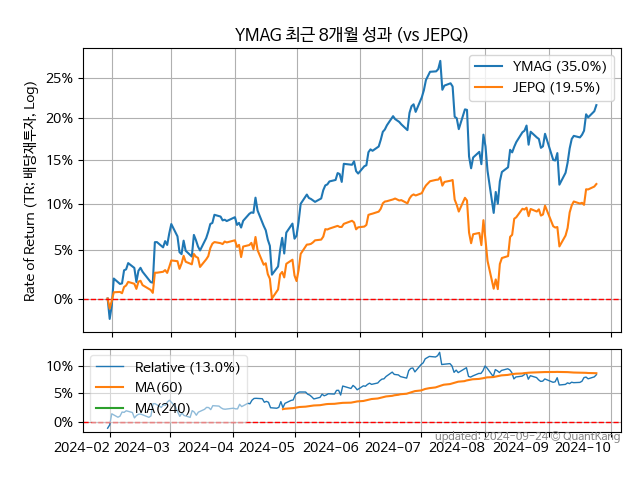 YMAG 최근 8개월 성과 (vs JEPQ)
Rate of Return (TR: 배당재투자, Log)
25%
20%
15%
10%
5%
0%
YMAG (35.0%)
JEPQ (19.5%)
10%
5%
0%
Relative (13.0%)
MA(60)
MA(240)
2024-02 2024-03 2024-04 2024-05 2024-06 2024-07 2024-08 2024-09 2024-10
updated: 2024-09-24 © QuantKang